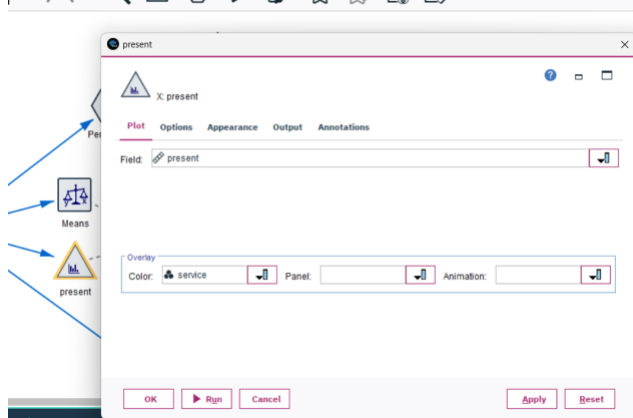 present
X: present
Plot Options Appearance Output Annotations
Field: present
Means
present
Overlay
Color: service Panel: Animation:
OK Run Cancel Apply Reset